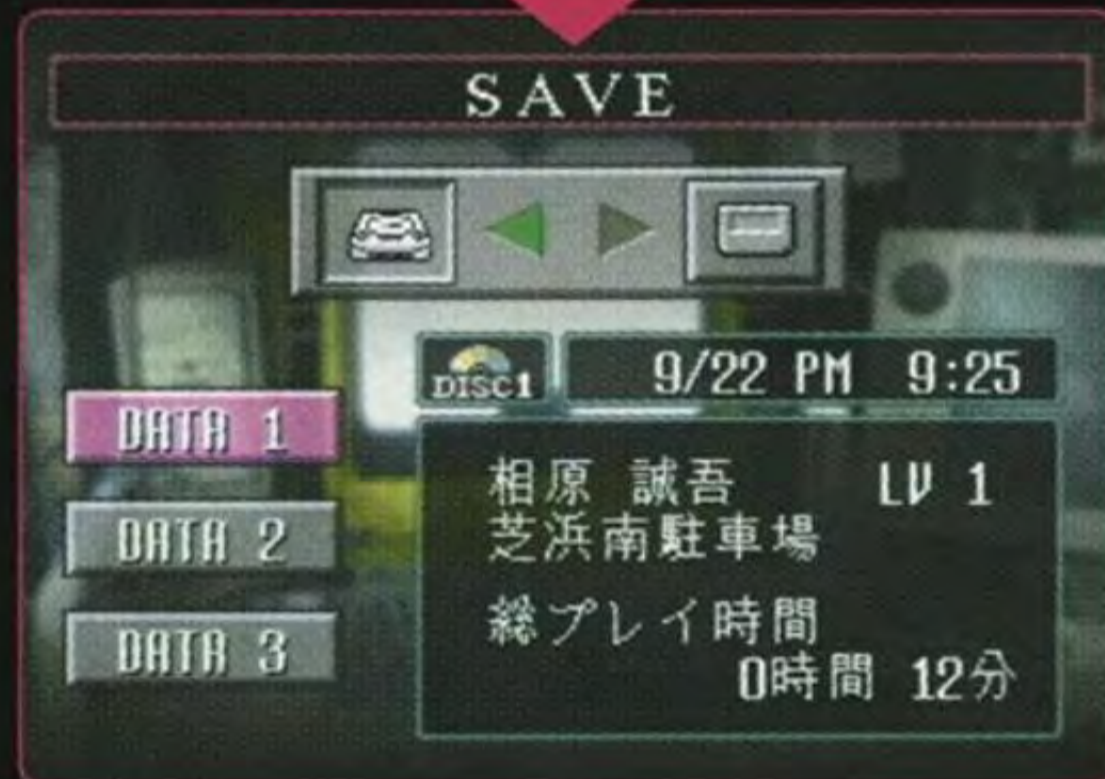 SAVE
DISC1 9/22 PM 9:25
DATA 1
DATA 2
DATA 3
相原 誠吾 LV 1
芝浜南駐車場
総プレイ時間
0時間 12分